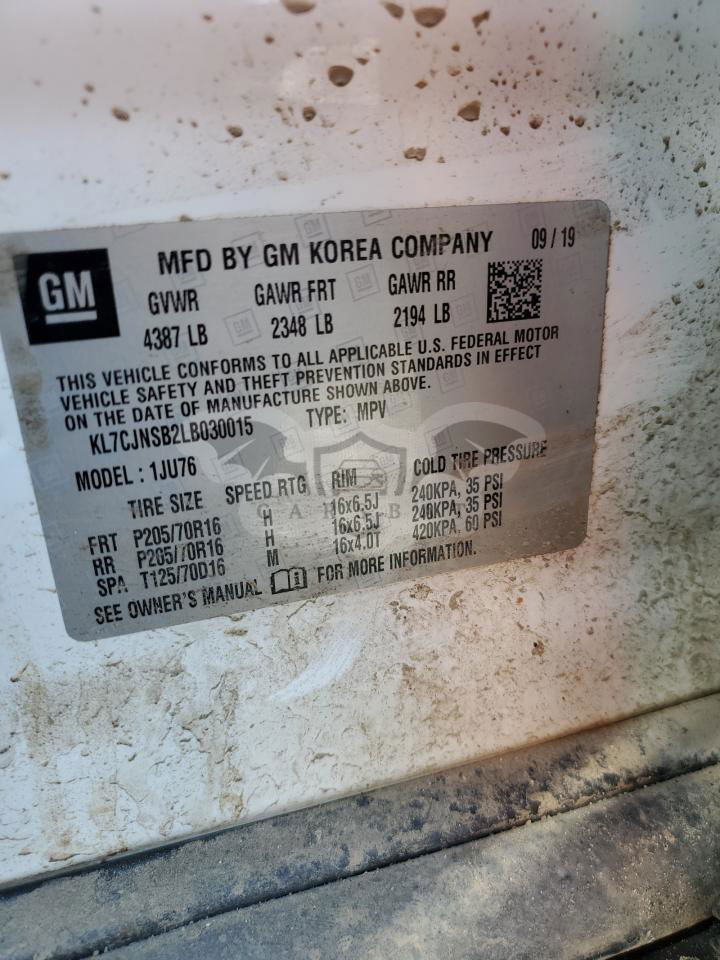 GM
MFD BY GM KOREA COMPANY 09 / 19
GVWR GAWR FRT GAWR RR
4387 LB 2348 LB 2194 LB
THIS VEHICLE CONFORMS TO ALL APPLICABLE U.S. FEDERAL MOTOR
VEHICLE SAFETY AND THEFT PREVENTION STANDARDS IN EFFECT
ON THE DATE OF MANUFACTURE SHOWN ABOVE.
KL7CJNSB2LB030015 TYPE: MPV
MODEL : 1JU76
TIRE SIZE SPEED RTG RIM COLD TIRE PRESSURE
FRT P205/70R16 H 16x6.5J 240KPA, 35 PSI
RR P205/70R16 H 16x6.5J 240KPA, 35 PSI
SPA T125/70D16 M 16x4.0T 420KPA, 60 PSI
SEE OWNER'S MANUAL FOR MORE INFORMATION.